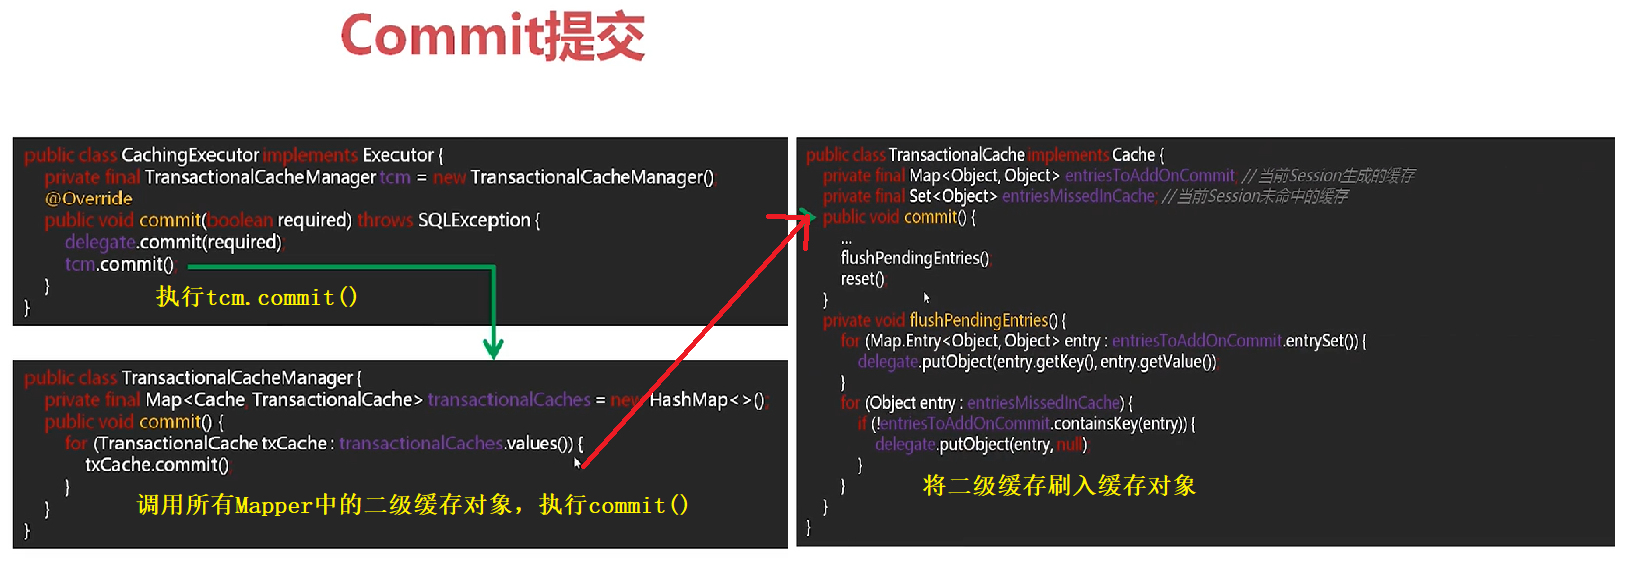 Commit提交
public class CachingExecutor implements Executor {
private final TransactionalCacheManager tcm = new TransactionalCacheManager();
@Override
public void commit(boolean required) throws SQLException {
delegate.commit(required);
tcm.commit();
}
执行tcm.commit()
}
public class TransactionalCacheManager {
private final Map<Cache, TransactionalCache> transactionalCaches = new HashMap<>();
public void commit() {
for (TransactionalCache txCache : transactionalCaches.values()) {
txCache.commit();
}
调用所有Mapper中的二级缓存对象，执行commit()
}
}
public class TransactionalCache implements Cache {
private final Map<Object, Object> entriesToAddOnCommit; // 当前Session生成的缓存
private final Set<Object> entriesMissedInCache; // 当前Session未命中的缓存
public void commit() {
...
flushPendingEntries();
reset();
}
private void flushPendingEntries() {
for (Map.Entry<Object, Object> entry : entriesToAddOnCommit.entrySet()) {
delegate.putObject(entry.getKey(), entry.getValue());
}
for (Object entry : entriesMissedInCache) {
if (!entriesToAddOnCommit.containsKey(entry)) {
delegate.putObject(entry, null);
}
}
将二级缓存刷入缓存对象
}
}